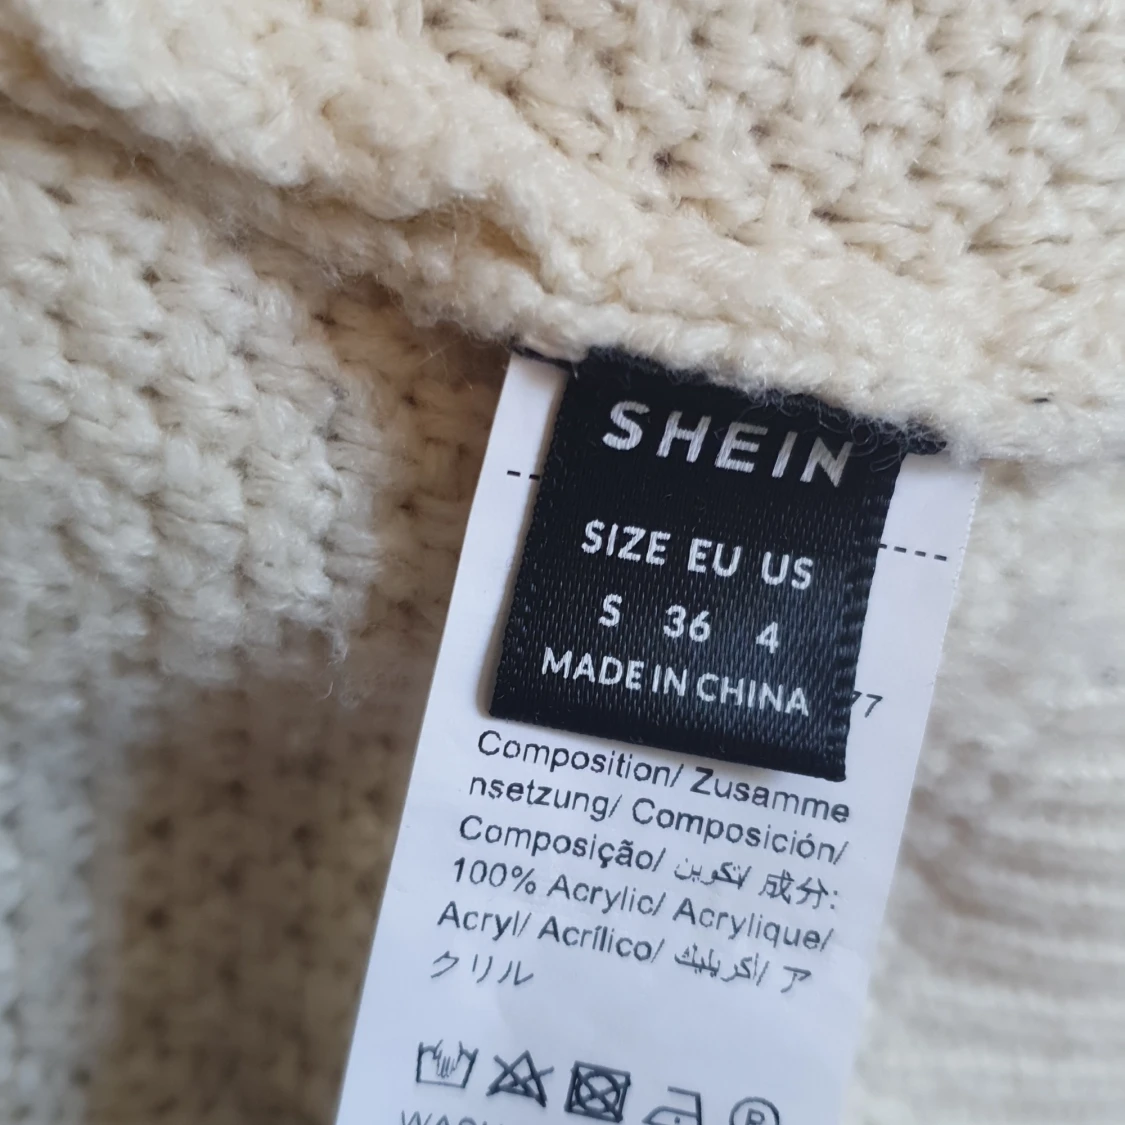 SHEIN
SIZE EU US
S 36 4
MADE IN CHINA
77
Composition/ Zusamme
nsetzung/ Composición/
Composição/ تكوين/ 成分:
100% Acrylic/ Acrylique/
Acryl/ Acrílico/ أكريليك/ ア
クリル
P